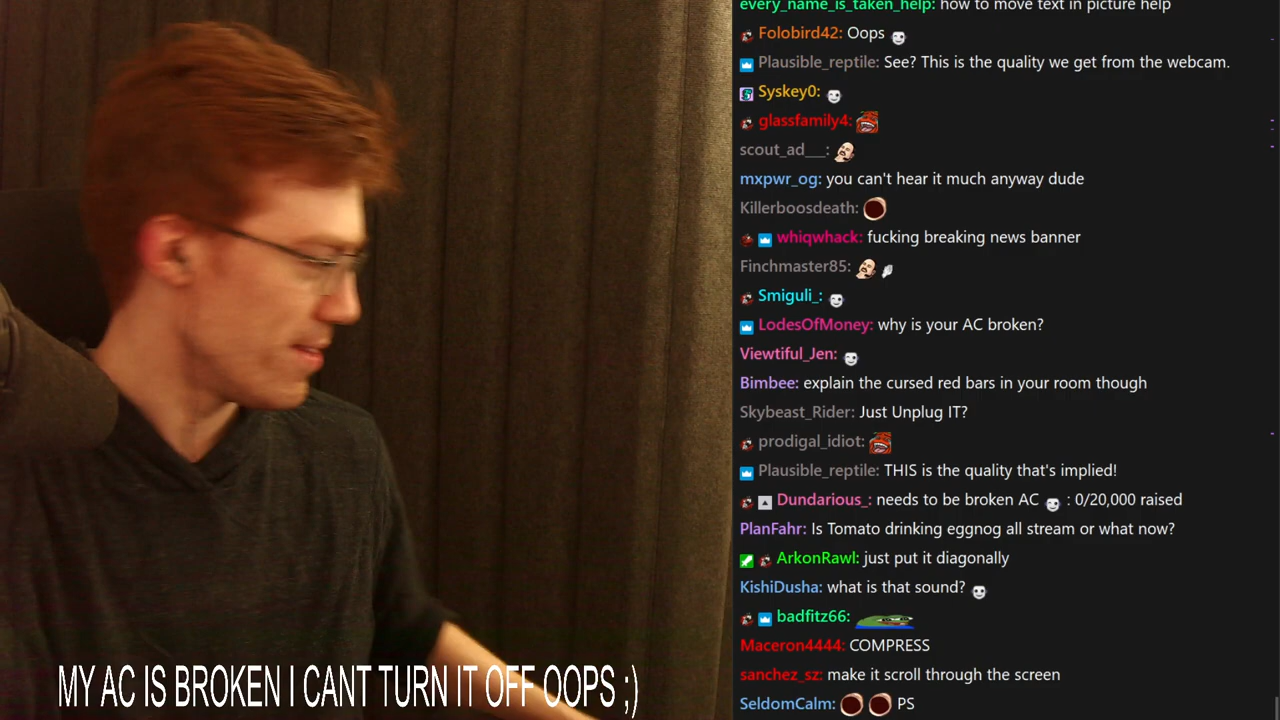 every_name_is_taken_help: how to move text in picture help
Folobird42: Oops
Plausible_reptile: See? This is the quality we get from the webcam.
Syskey0:
glassfamily4:
scout_ad__:
mxpwr_og: you can't hear it much anyway dude
Killerboosdeath:
whiqwhack: fucking breaking news banner
Finchmaster85:
Smiguli_:
LodesOfMoney: why is your AC broken?
Viewtiful_Jen:
Bimbee: explain the cursed red bars in your room though
Skybeast_Rider: Just Unplug IT?
prodigal_idiot:
Plausible_reptile: THIS is the quality that's implied!
Dundarious_: needs to be broken AC : 0/20,000 raised
PlanFahr: Is Tomato drinking eggnog all stream or what now?
ArkonRawl: just put it diagonally
KishiDusha: what is that sound?
badfitz66:
Maceron4444: COMPRESS
sanchez_sz: make it scroll through the screen
SeldomCalm: PS
MY AC IS BROKEN I CANT TURN IT OFF OOPS ;)